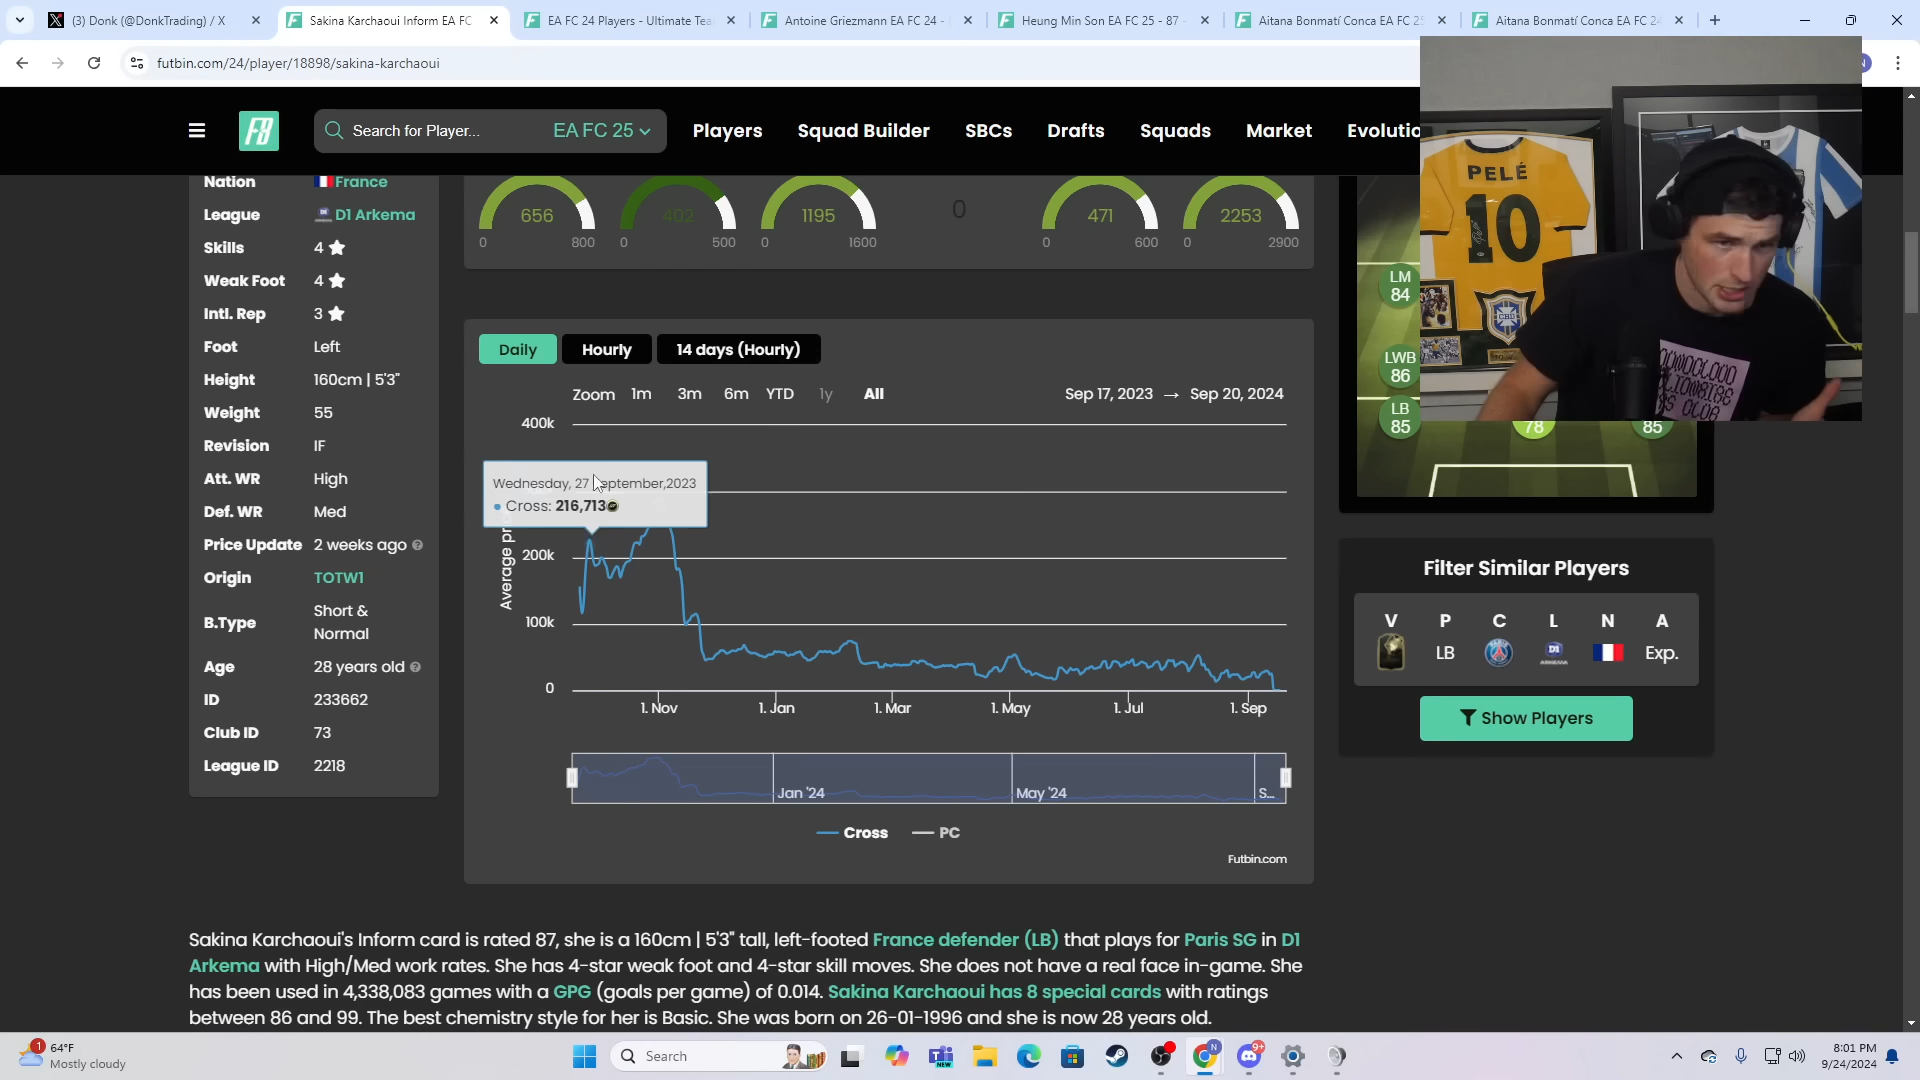 (3) Donk (@DonkTrading) / X
Sakina Karchaoui Inform EA FC
EA FC 24 Players - Ultimate Tea
Antoine Griezmann EA FC 24 -
Heung Min Son EA FC 25 - 87 -
Aitana Bonmatí Conca EA FC 25
Aitana Bonmatí Conca EA FC 24
futbin.com/24/player/18898/sakina-karchaoui
Search for Player...
EA FC 25
Players
Squad Builder
SBCs
Drafts
Squads
Market
Evolutio
Nation France
League D1 Arkema
Skills 4
Weak Foot 4
Intl. Rep 3
Foot Left
Height 160cm | 5'3"
Weight 55
Revision IF
Att. WR High
Def. WR Med
Price Update 2 weeks ago
Origin TOTW1
B.Type Short & Normal
Age 28 years old
ID 233662
Club ID 73
League ID 2218
656
0 800
402
0 500
1195
0 1600
0
471
0 600
2253
0 2900
Daily
Hourly
14 days (Hourly)
Zoom 1m 3m 6m YTD 1y All
Sep 17, 2023 → Sep 20, 2024
400k
200k
100k
0
Wednesday, 27 September,2023
Cross: 216,713
1. Nov 1. Jan 1. Mar 1. May 1. Jul 1. Sep
Jan '24 May '24 S...
Cross PC
Futbin.com
LM
84
LWB
86
LB
85
78
85
PELÉ
10
CBD
Filter Similar Players
V P C L N A
LB
Exp.
Show Players
Sakina Karchaoui's Inform card is rated 87, she is a 160cm | 5'3" tall, left-footed France defender (LB) that plays for Paris SG in D1
Arkema with High/Med work rates. She has 4-star weak foot and 4-star skill moves. She does not have a real face in-game. She
has been used in 4,338,083 games with a GPG (goals per game) of 0.014. Sakina Karchaoui has 8 special cards with ratings
between 86 and 99. The best chemistry style for her is Basic. She was born on 26-01-1996 and she is now 28 years old.
1
64°F
Mostly cloudy
Search
8:01 PM
9/24/2024